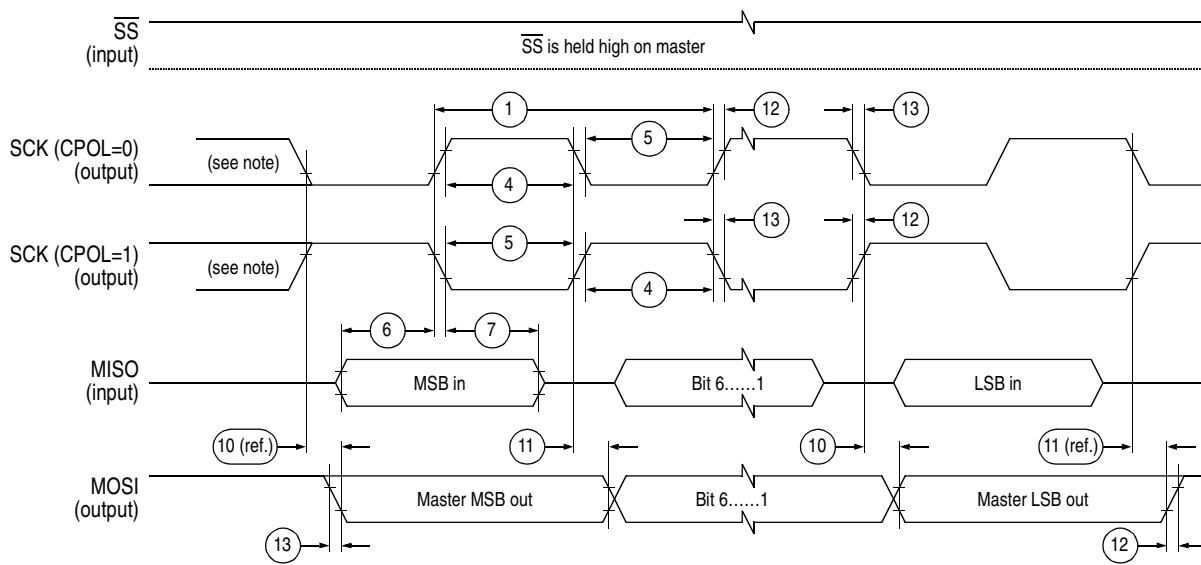 SS
(input)
SS is held high on master
1
12
13
SCK (CPOL=0)
(output)
(see note)
5
4
13
12
SCK (CPOL=1)
(output)
(see note)
5
4
6
7
MISO
(input)
MSB in
Bit 6......1
LSB in
10 (ref.)
11
10
11 (ref.)
MOSI
(output)
Master MSB out
Bit 6......1
Master LSB out
13
12